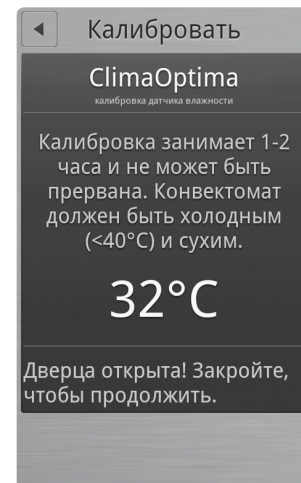 Калибровать
ClimaOptima
калибровка датчика влажности
Калибровка занимает 1-2
часа и не может быть
прервана. Конвектомат
должен быть холодным
(<40°C) и сухим.
32°C
Дверца открыта! Закройте,
чтобы продолжить.